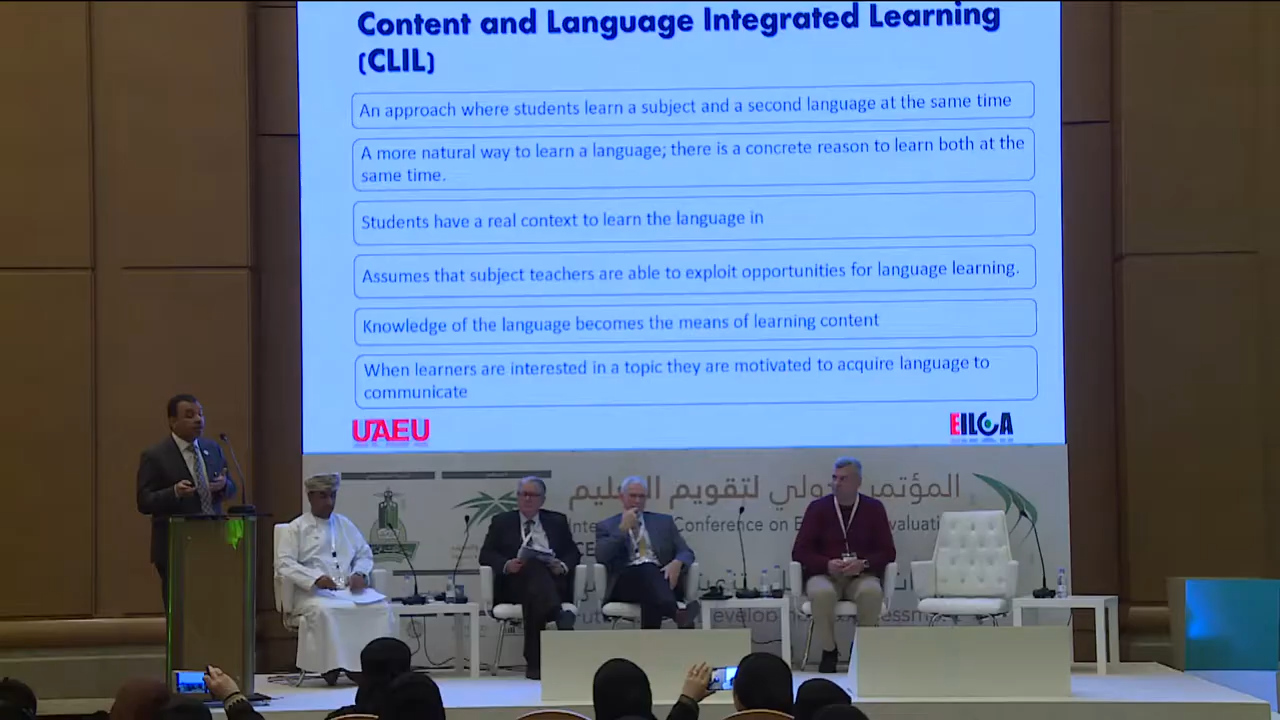 Content and Language Integrated Learning
(CLIL)
An approach where students learn a subject and a second language at the same time
A more natural way to learn a language; there is a concrete reason to learn both at the
same time.
Students have a real context to learn the language in
Assumes that subject teachers are able to exploit opportunities for language learning.
Knowledge of the language becomes the means of learning content
When learners are interested in a topic they are motivated to acquire language to
communicate
UAEU
EILCA
لتقويم
Conference on